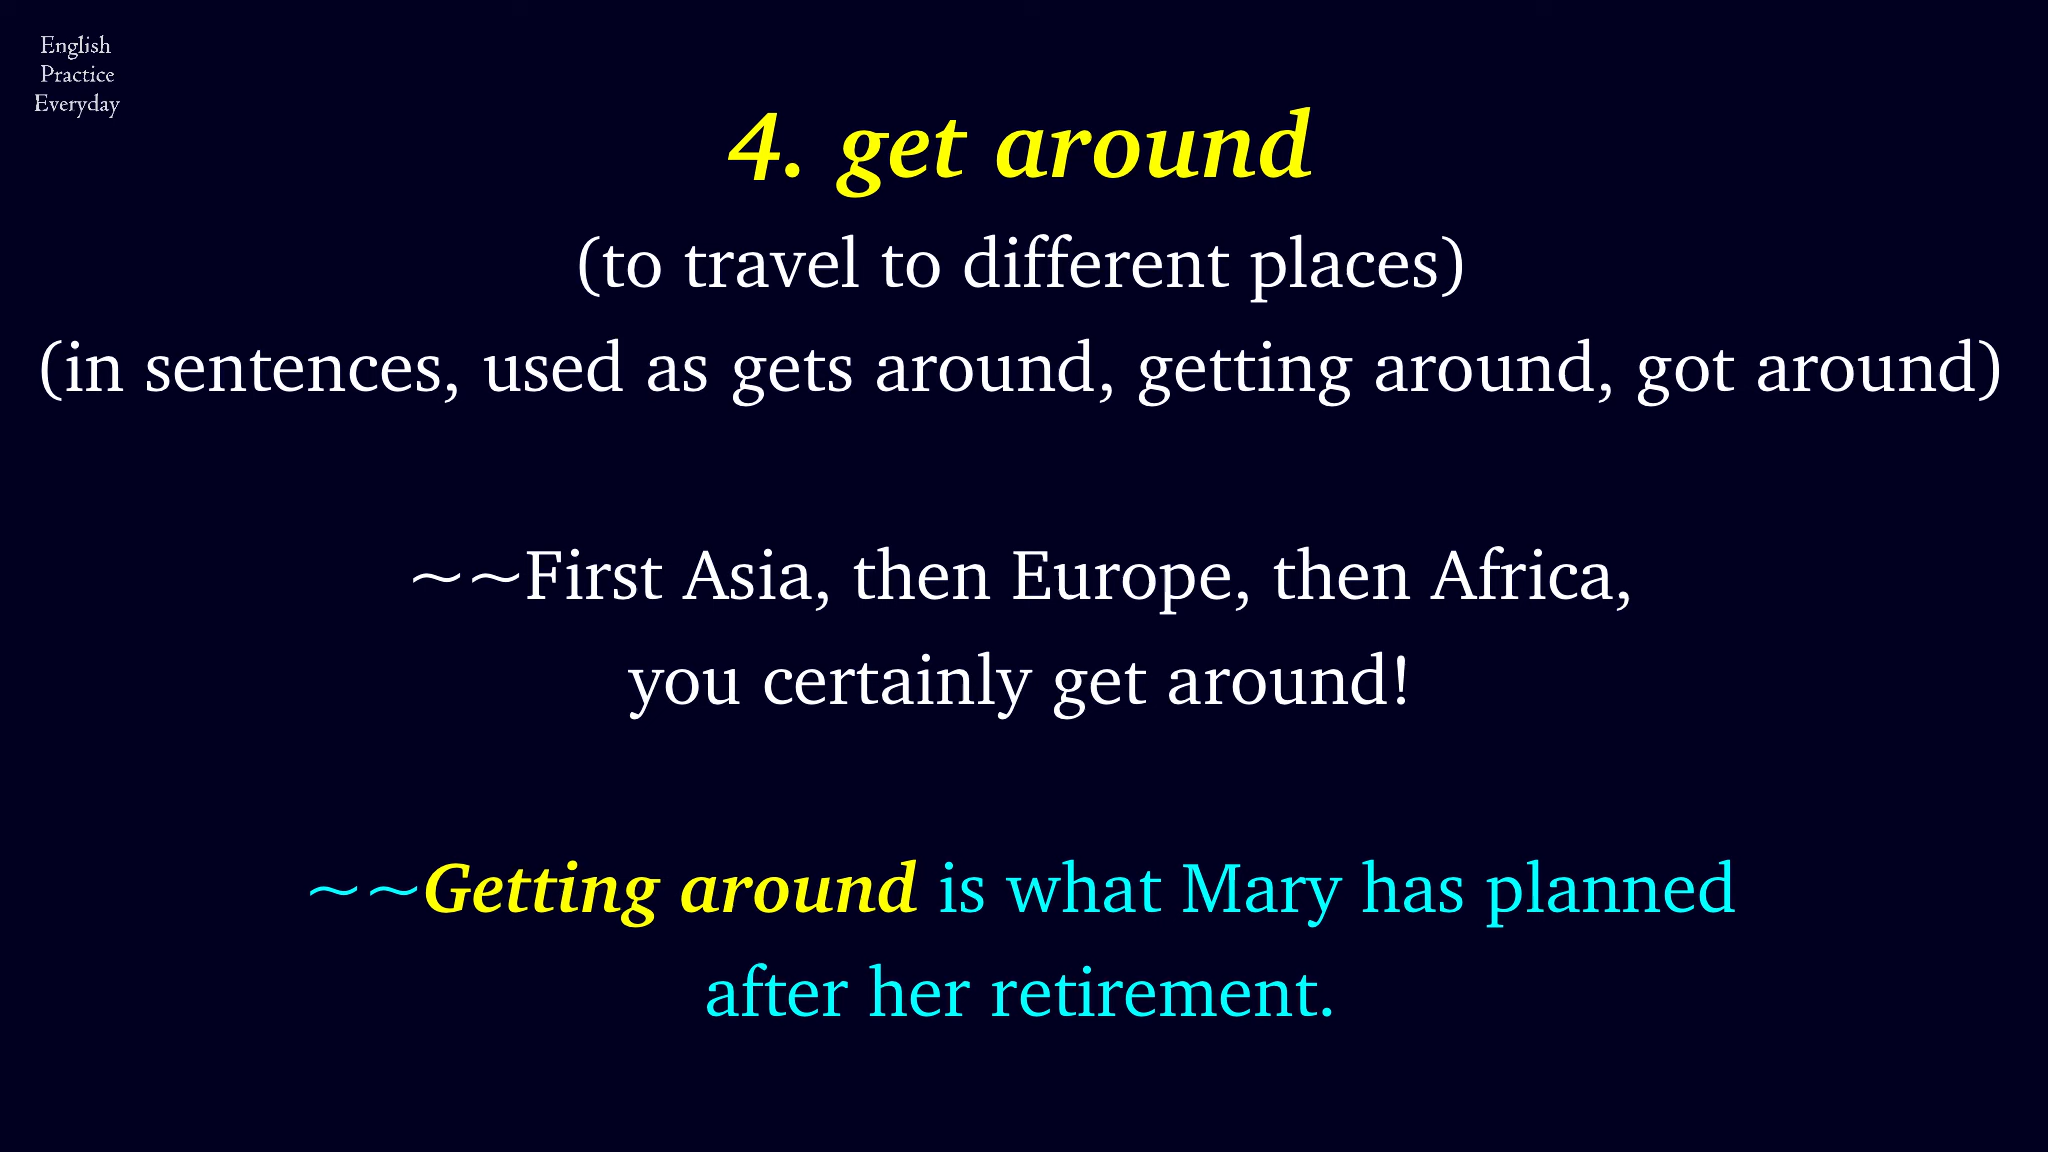 English
Practice
Everyday
4. get around
(to travel to different places)
(in sentences, used as gets around, getting around, got around)
~~First Asia, then Europe, then Africa,
you certainly get around!
~~Getting around is what Mary has planned
after her retirement.